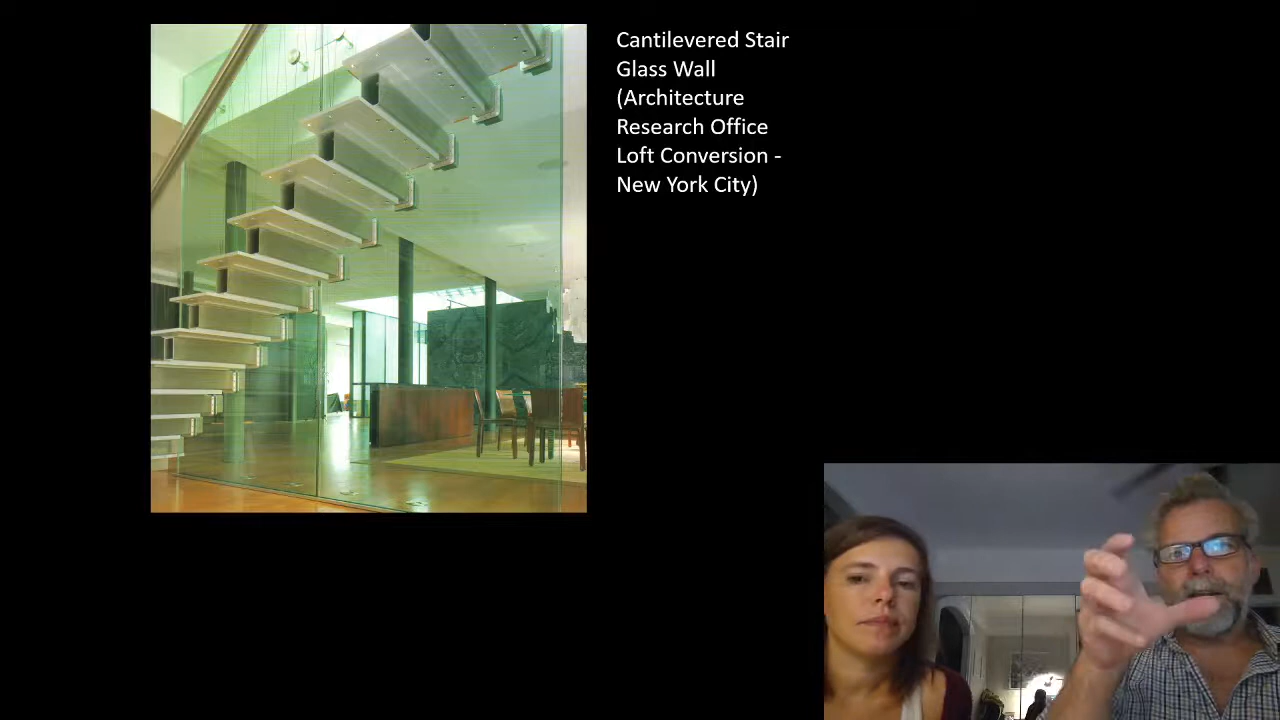 Cantilevered Stair
Glass Wall
(Architecture
Research Office
Loft Conversion -
New York City)